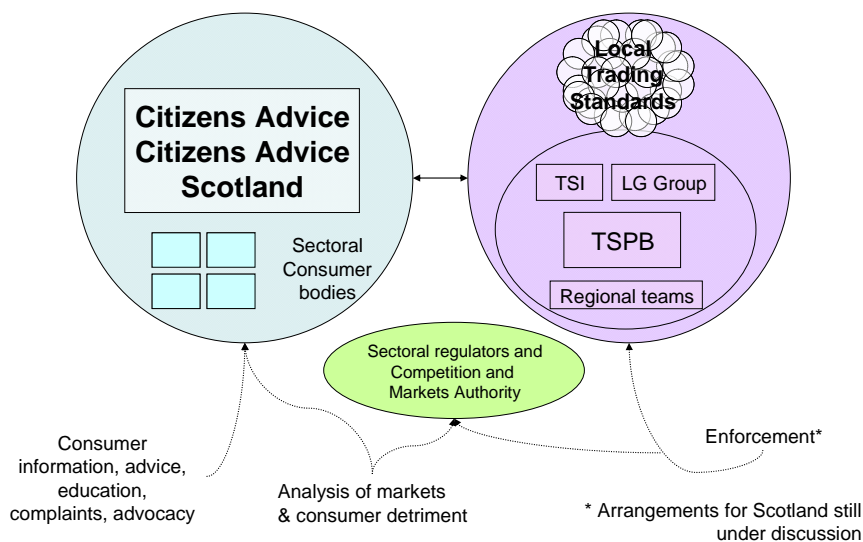 Citizens Advice
Citizens Advice
Scotland
Sectoral
Consumer
bodies
Local
Trading
Standards
TSI
LG Group
TSPB
Regional teams
Sectoral regulators and
Competition and
Markets Authority
Consumer
information, advice,
education,
complaints, advocacy
Analysis of markets
& consumer detriment
Enforcement*
* Arrangements for Scotland still
under discussion